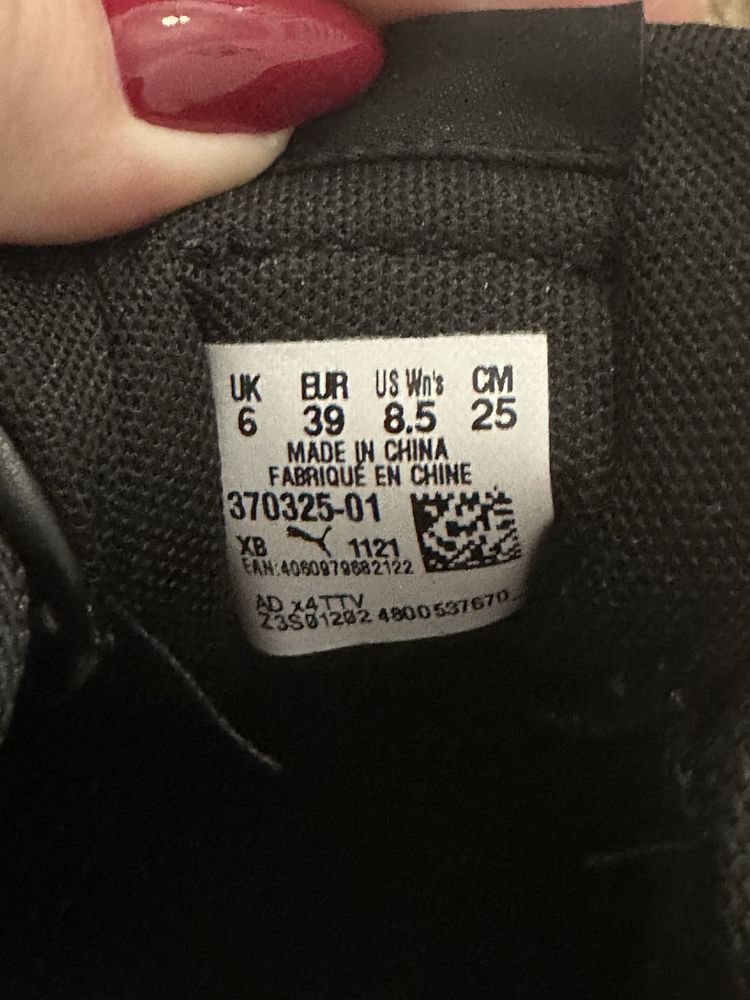 UK EUR US Wn's CM
6 39 8.5 25
MADE IN CHINA
FABRIQUÉ EN CHINE
370325-01
XB 1121
EAN:4060979682122
AD x4TTV
Z3S01202 4800537670